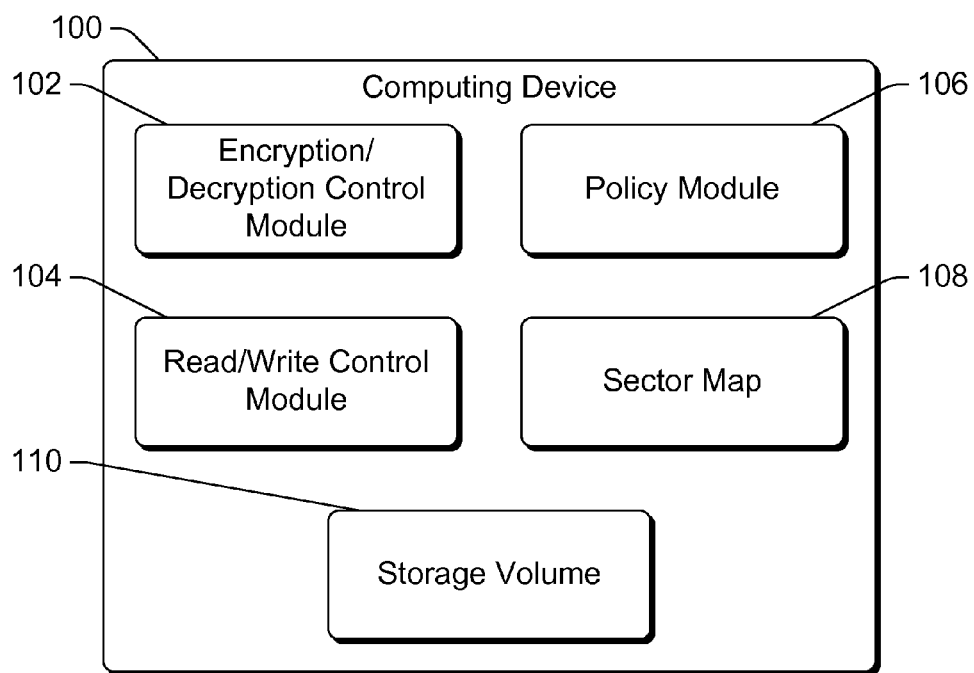 100
Computing Device
102
Encryption/
Decryption Control
Module
106
Policy Module
104
Read/Write Control
Module
108
Sector Map
110
Storage Volume